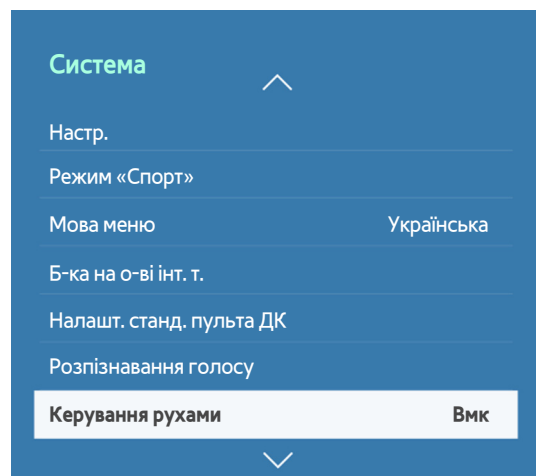 Система
Настр.
Режим «Спорт»
Мова меню Українська
Б-ка на о-ві інт. т.
Налашт. станд. пульта ДК
Розпізнавання голосу
Керування рухами Вмк